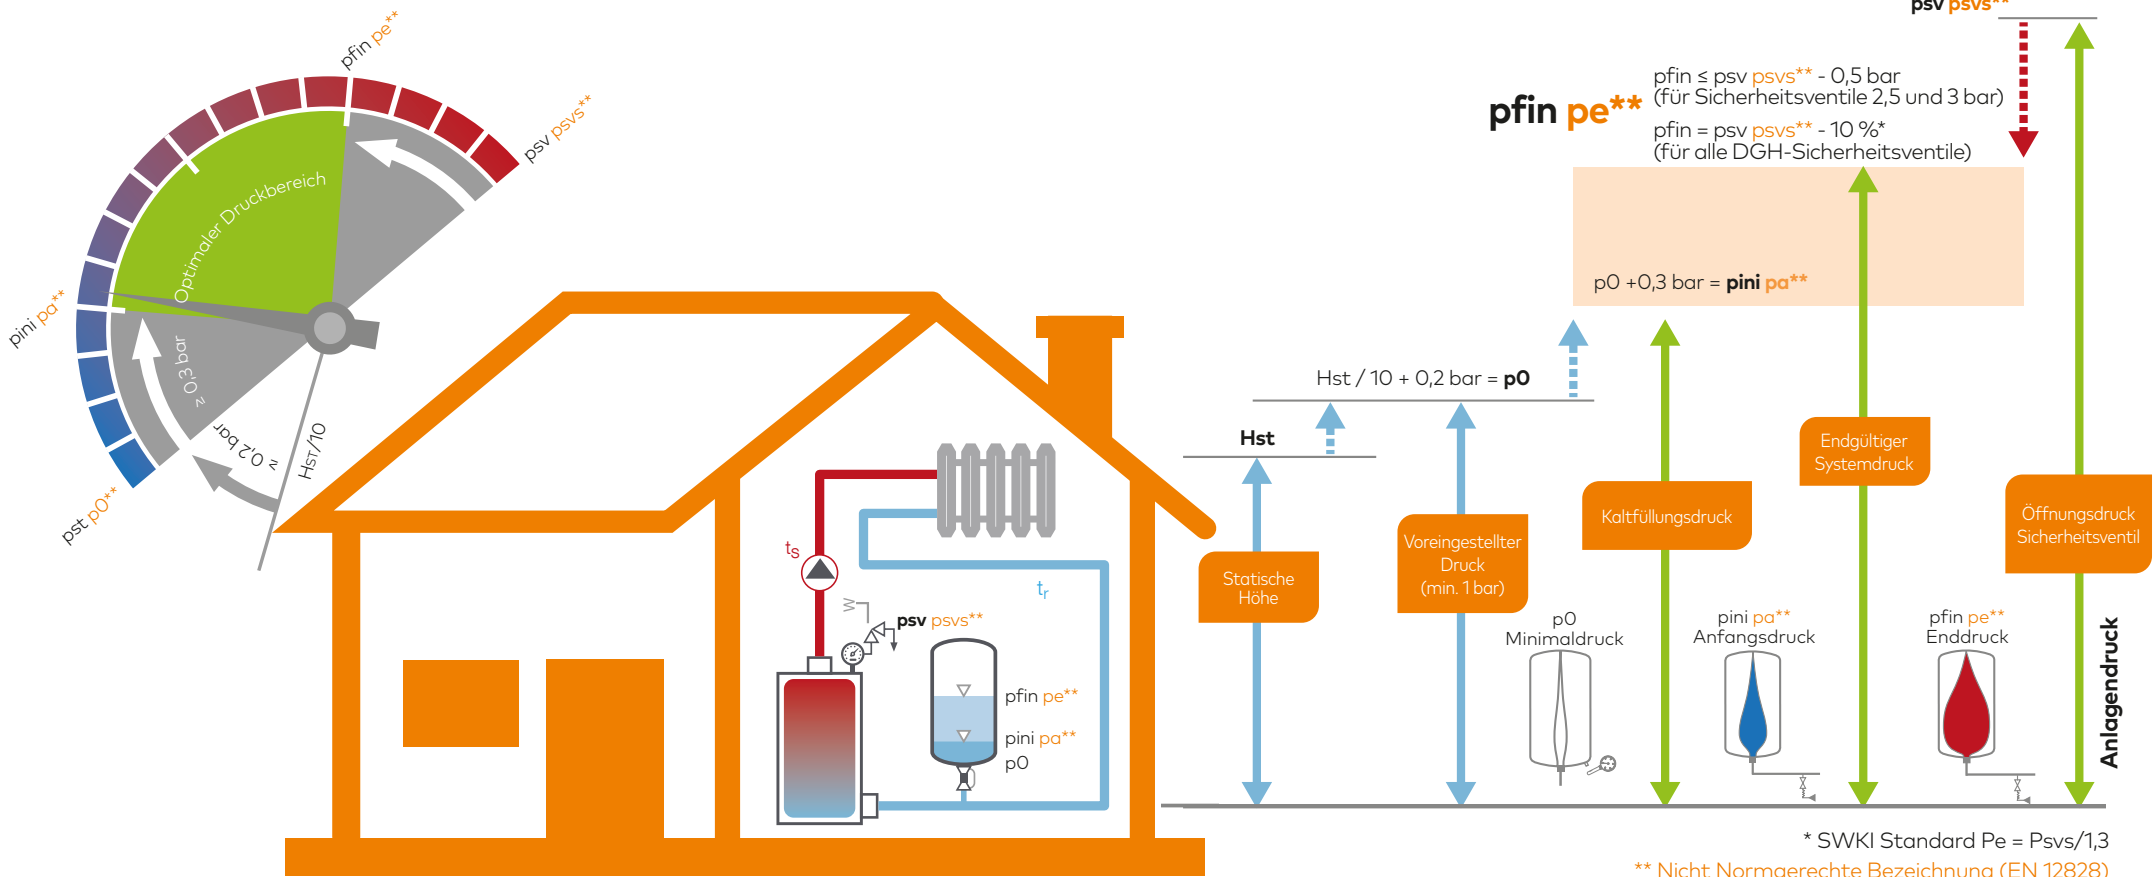 pfin pe**
psv psvs**
Optimaler Druckbereich
pini pa**
≥ 0,3 bar
≥ 0,2 bar
HST/10
pst p0**
tS
tr
psv psvs**
pfin pe**
pini pa**
p0
psv psvs**
pfin pe**
pfin ≤ psv psvs** - 0,5 bar
(für Sicherheitsventile 2,5 und 3 bar)
pfin = psv psvs** - 10 %*
(für alle DGH-Sicherheitsventile)
p0 +0,3 bar = pini pa**
Hst / 10 + 0,2 bar = p0
Hst
Statische
Höhe
Voreingestellter
Druck
(min. 1 bar)
Kaltfüllungsdruck
Endgültiger
Systemdruck
Öffnungsdruck
Sicherheitsventil
p0
Minimaldruck
pini pa**
Anfangsdruck
pfin pe**
Enddruck
Anlagendruck
* SWKI Standard Pe = Psvs/1,3
** Nicht Normgerechte Bezeichnung (EN 12828)